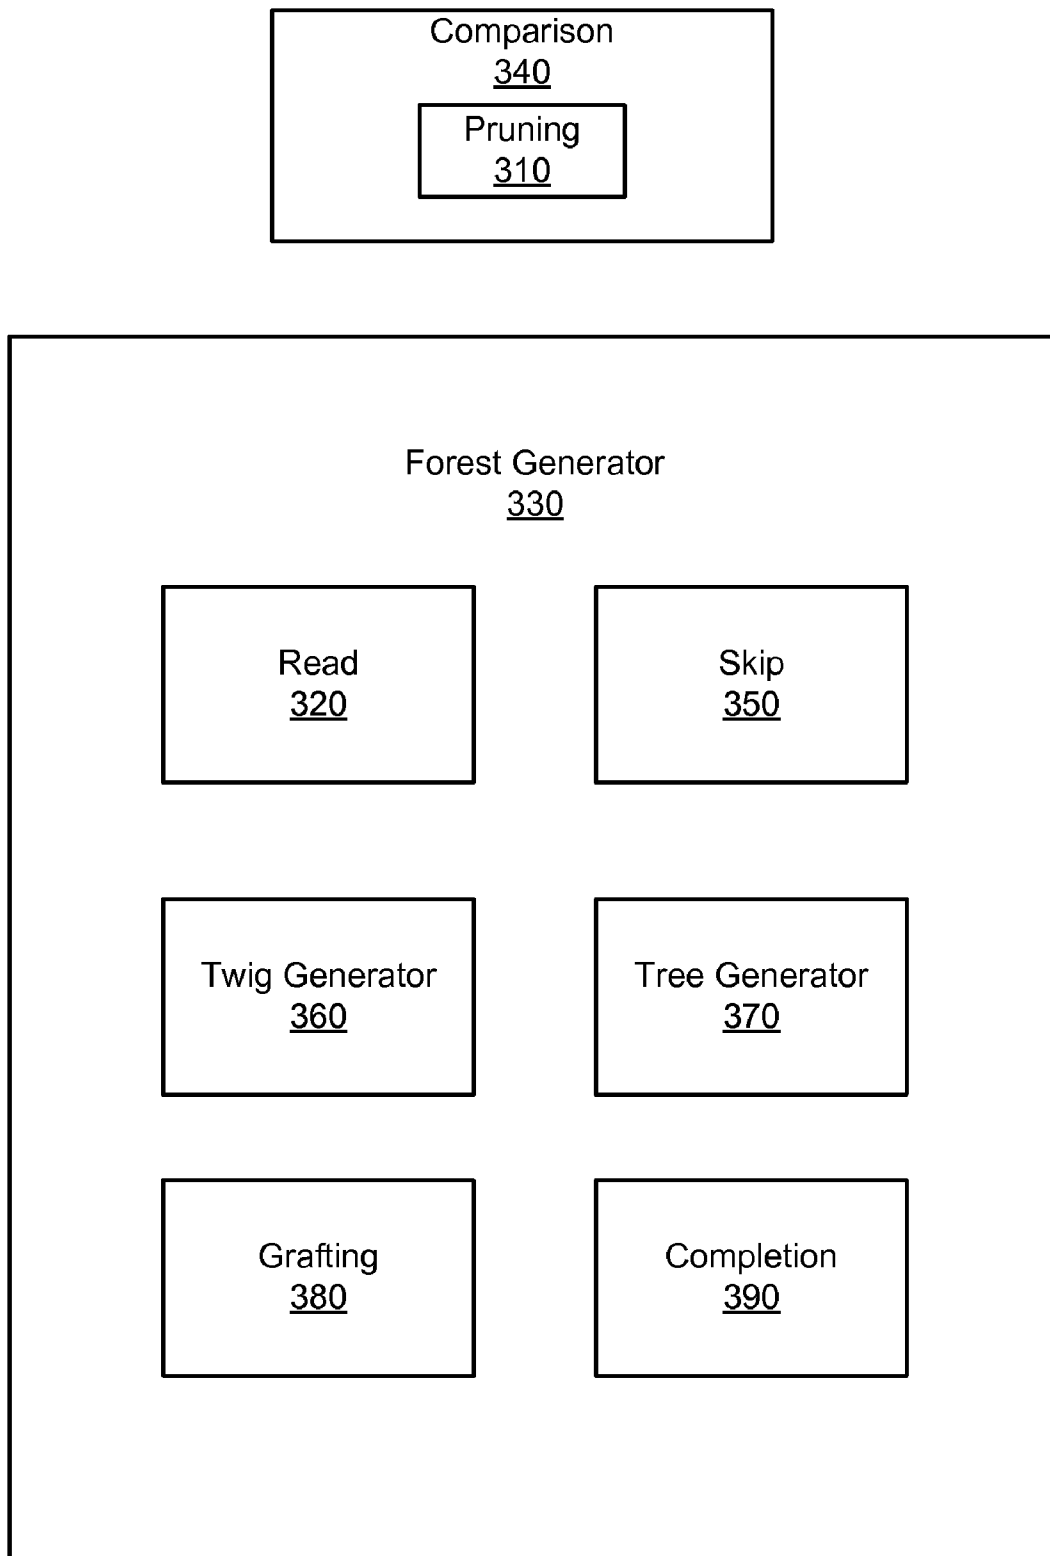 Comparison
340
Pruning
310
Forest Generator
330
Read
320
Skip
350
Twig Generator
360
Tree Generator
370
Grafting
380
Completion
390